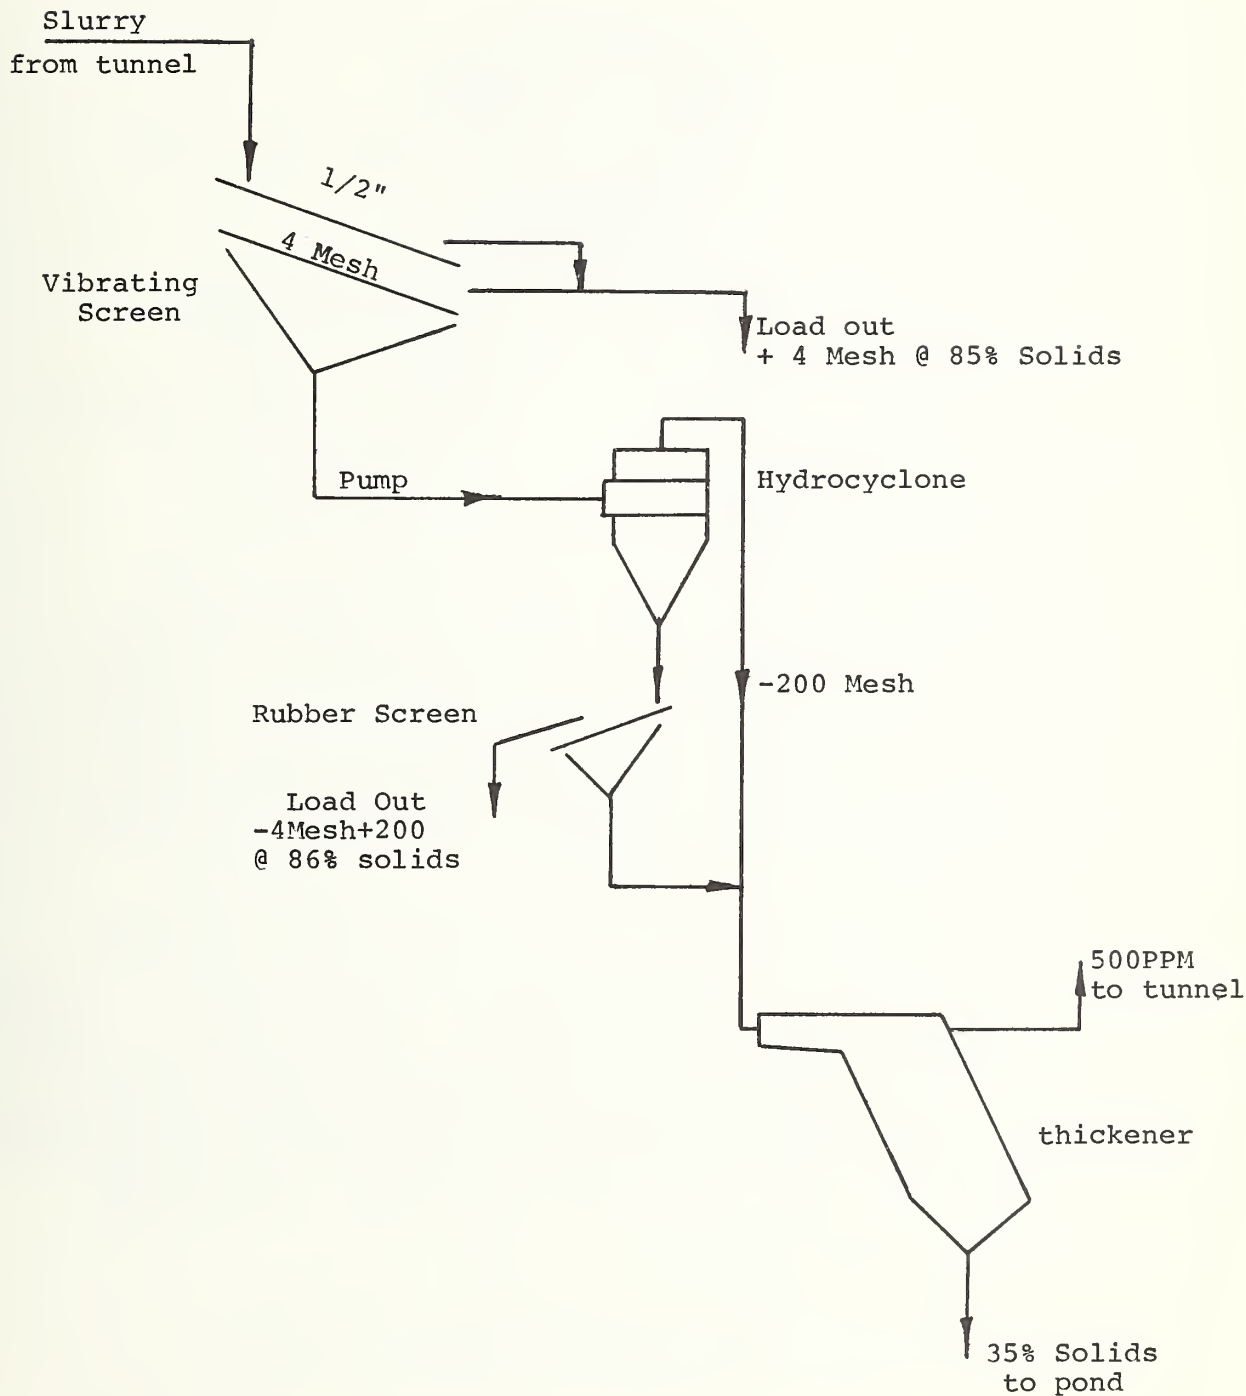 Slurry
from tunnel
1/2"
4 Mesh
Vibrating
Screen
Load out
+ 4 Mesh @ 85% Solids
Pump
Hydrocyclone
-200 Mesh
Rubber Screen
Load Out
-4Mesh+200
@ 86% solids
500PPM
to tunnel
thickener
35% Solids
to pond